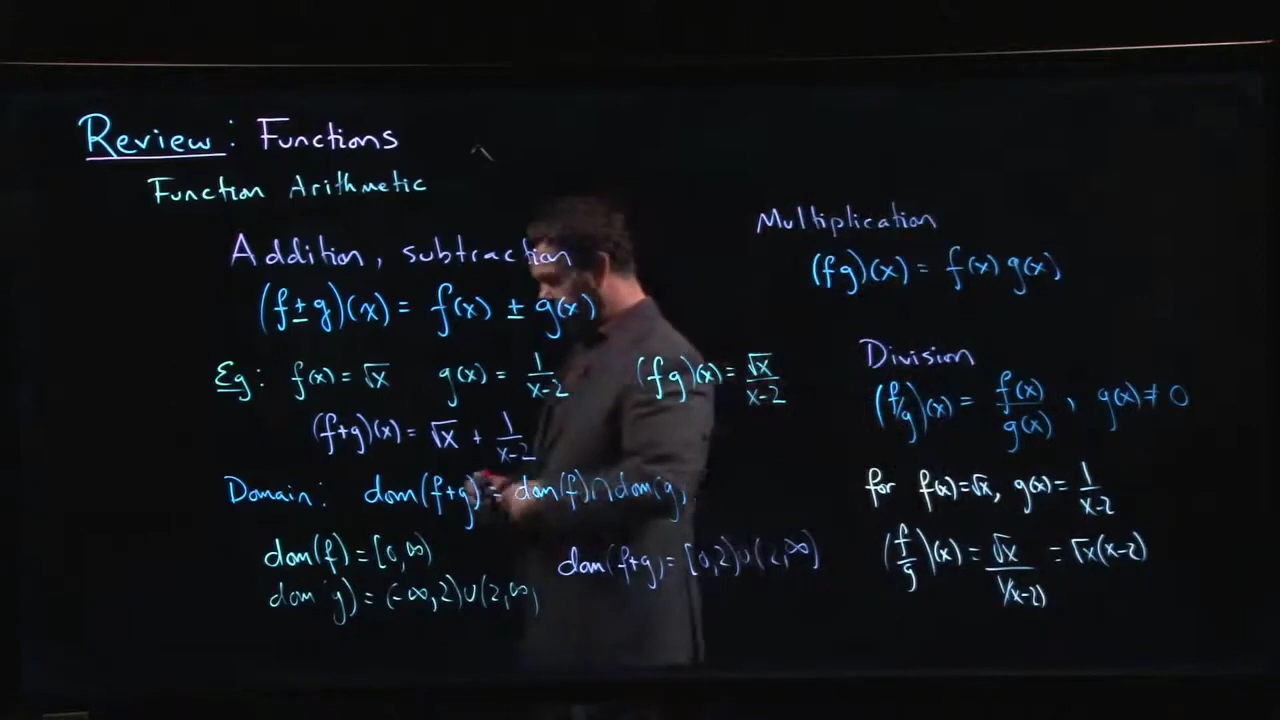 Review: Functions
Function Arithmetic
Addition, subtraction
(f±g)(x) = f(x) ± g(x)
Eg: f(x) = √x g(x) = 1/(x-2) (fg)(x) = √x/(x-2)
(f+g)(x) = √x + 1/(x-2)
Domain: dom(f+g) = dom(f)∩dom(g)
dom(f) = [0,∞)
dom(g) = (-∞,2)∪(2,∞)
dom(f+g) = [0,2)∪(2,∞)
Multiplication
(fg)(x) = f(x) g(x)
Division
(f/g)(x) = f(x)/g(x), g(x) ≠ 0
for f(x)=√x, g(x) = 1/(x-2)
(f/g)(x) = √x/(1/(x-2)) = √x(x-2)